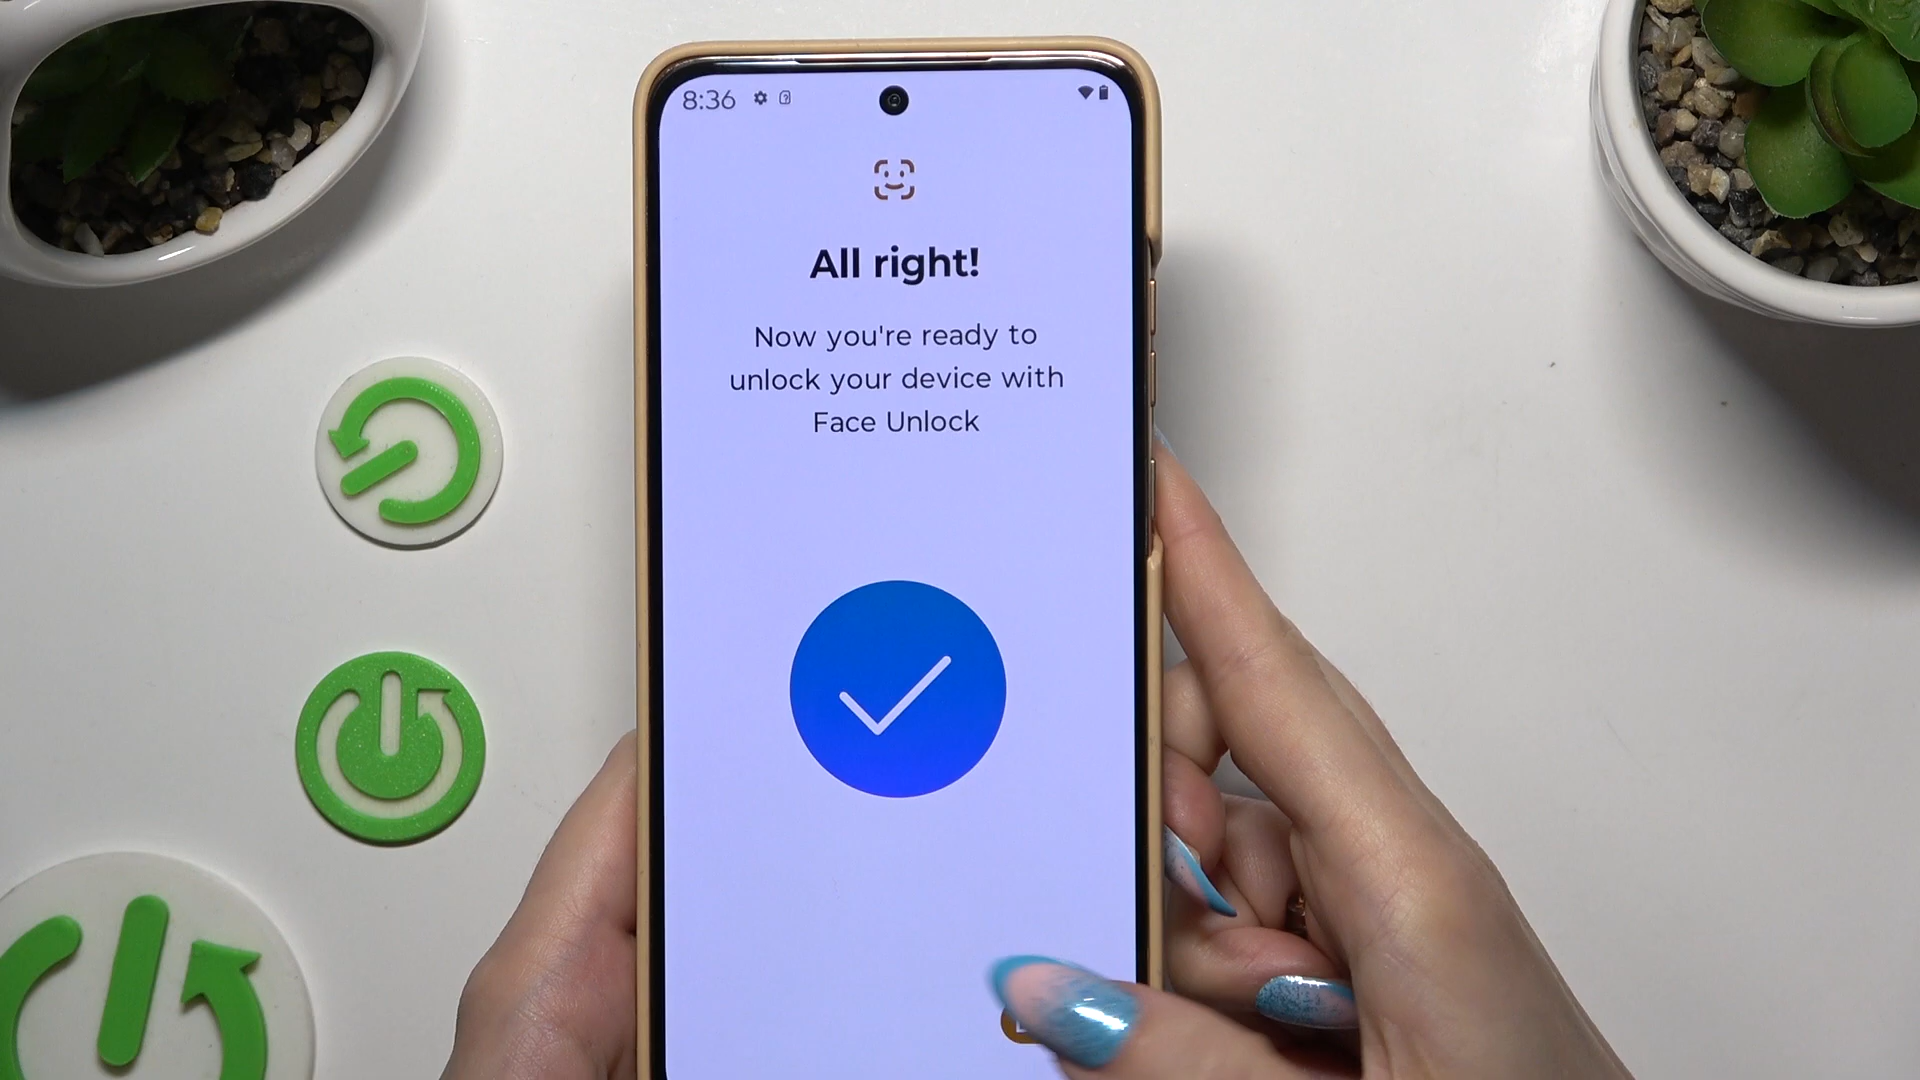 8:36
All right!
Now you're ready to
unlock your device with
Face Unlock